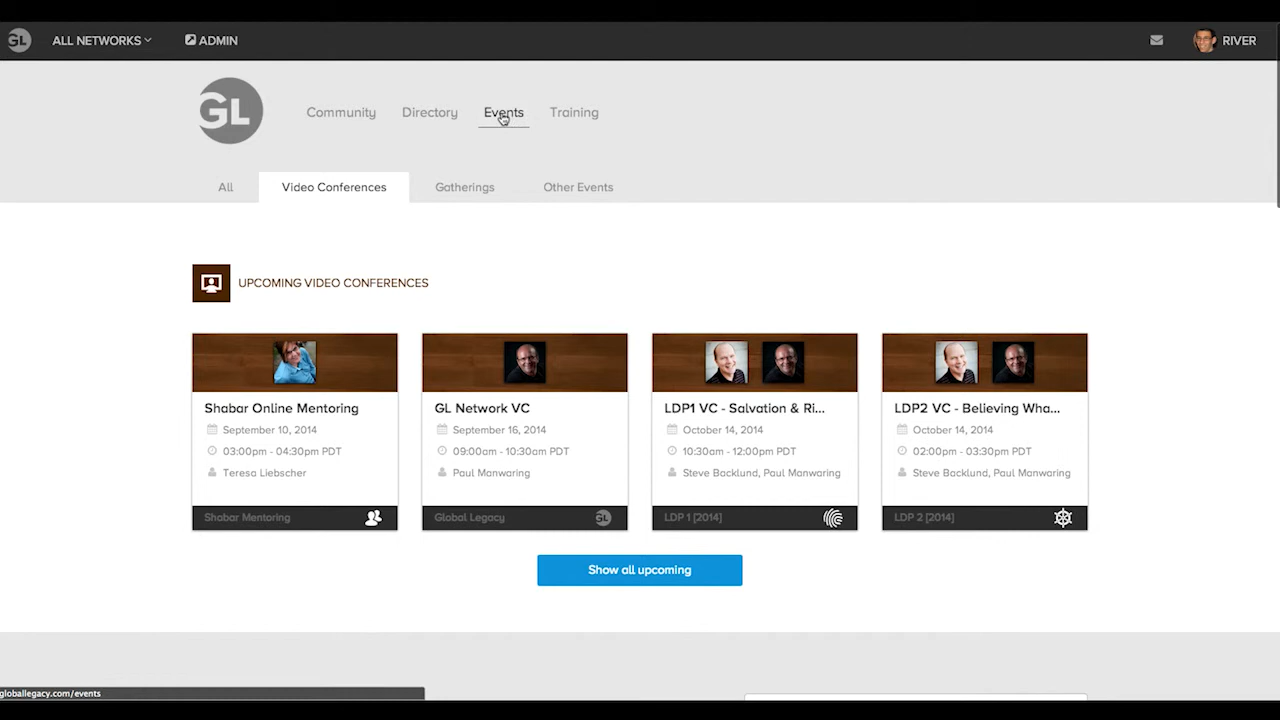 GL ALL NETWORKS ADMIN RIVER
GL Community Directory Events Training
All Video Conferences Gatherings Other Events
UPCOMING VIDEO CONFERENCES
Shabar Online Mentoring
September 10, 2014
03:00pm - 04:30pm PDT
Teresa Liebscher
Shabar Mentoring
GL Network VC
September 16, 2014
09:00am - 10:30am PDT
Paul Manwaring
Global Legacy GL
LDP1 VC - Salvation & Ri...
October 14, 2014
10:30am - 12:00pm PDT
Steve Backlund, Paul Manwaring
LDP 1 [2014]
LDP2 VC - Believing Wha...
October 14, 2014
02:00pm - 03:30pm PDT
Steve Backlund, Paul Manwaring
LDP 2 [2014]
Show all upcoming
globallegacy.com/events